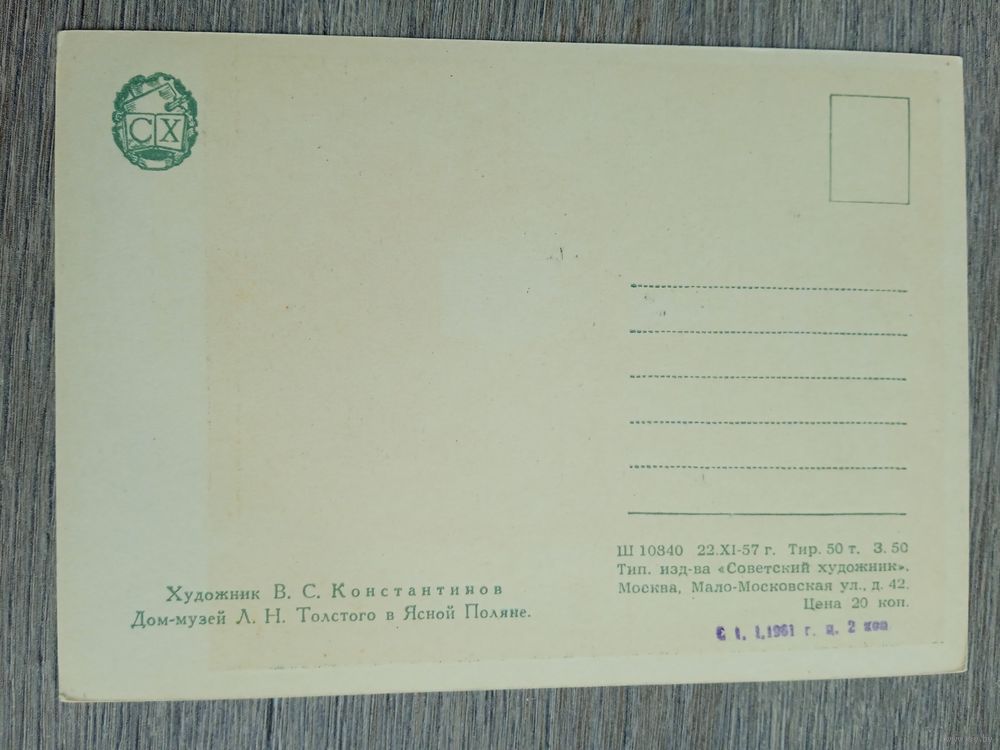 СХ
Художник В. С. Константинов
Дом-музей Л. Н. Толстого в Ясной Поляне.
Ш 10840 22.XI-57 г. Тир. 50 т. З. 50
Тип. изд-ва «Советский художник».
Москва, Мало-Московская ул., д. 42.
Цена 20 коп.
С 1. 1.1961 г. ц. 2 коп